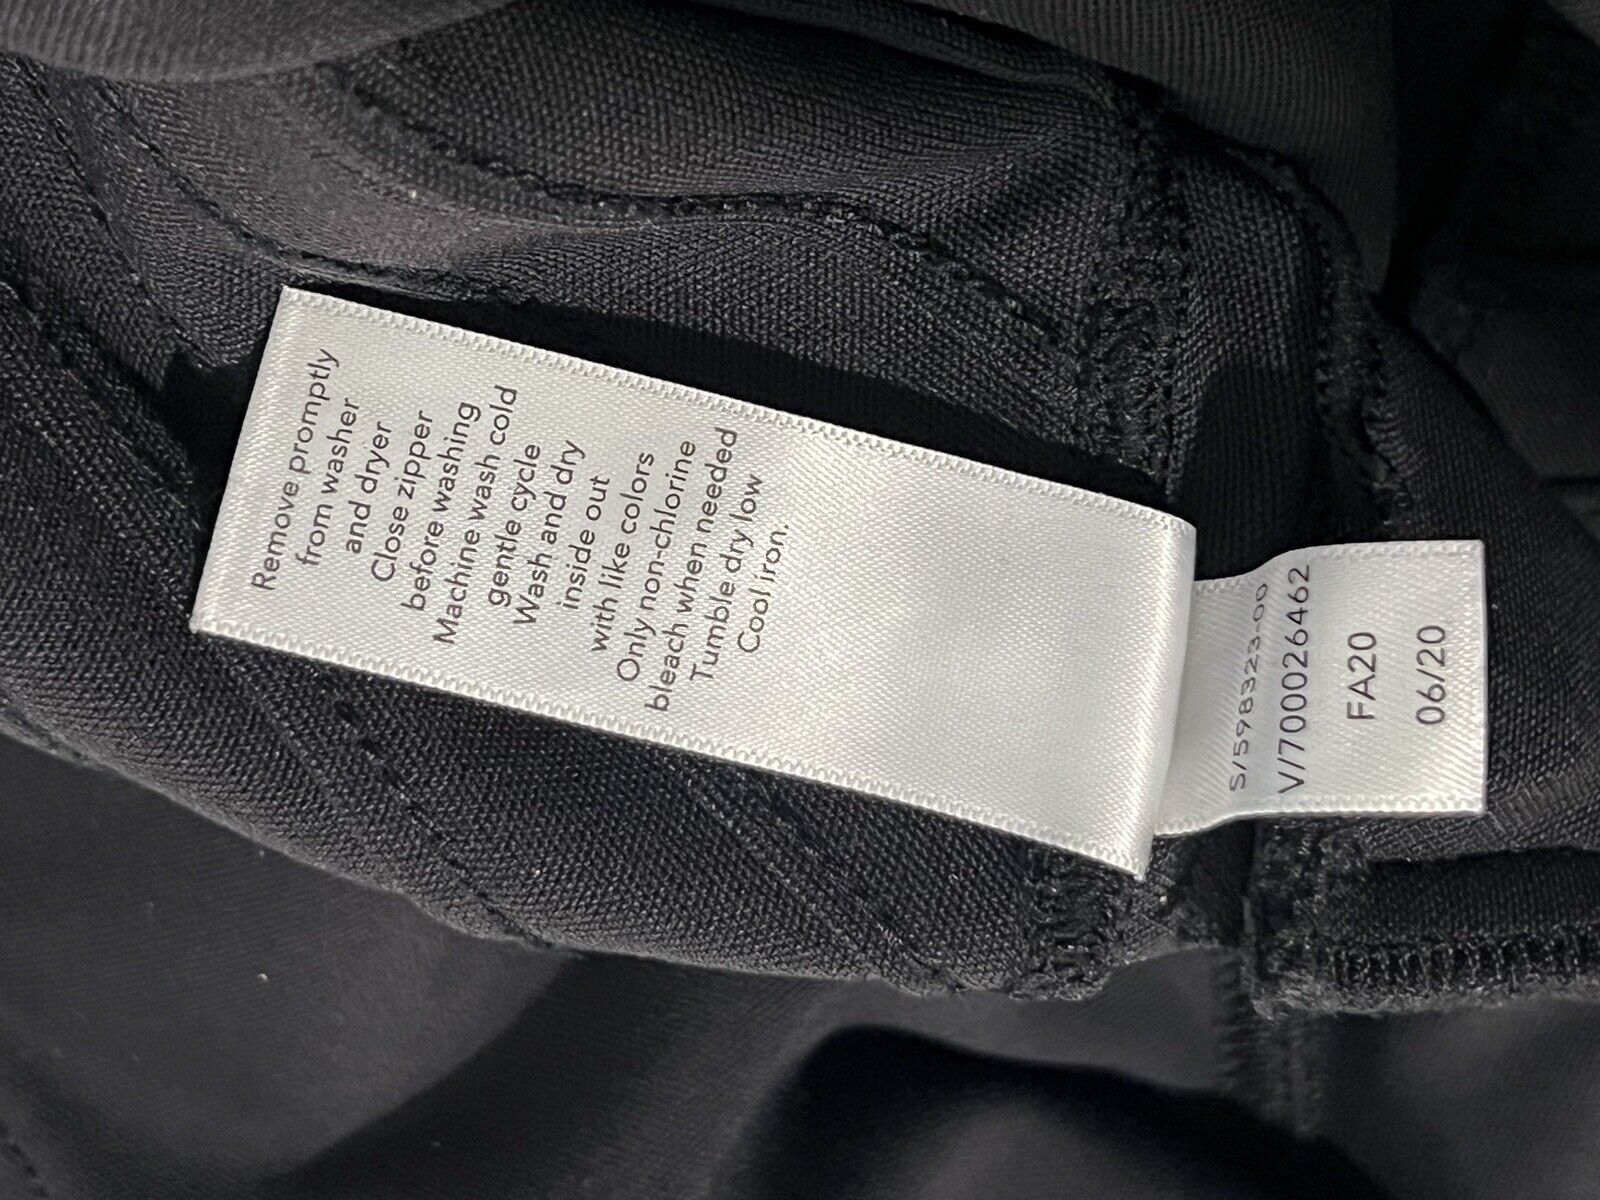 Remove promptly
from washer
and dryer
Close zipper
before washing
Machine wash cold
gentle cycle
Wash and dry
inside out
with like colors
Only non-chlorine
bleach when needed
Tumble dry low
Cool iron.
S/598323-00
V/700026462
FA20
06/20